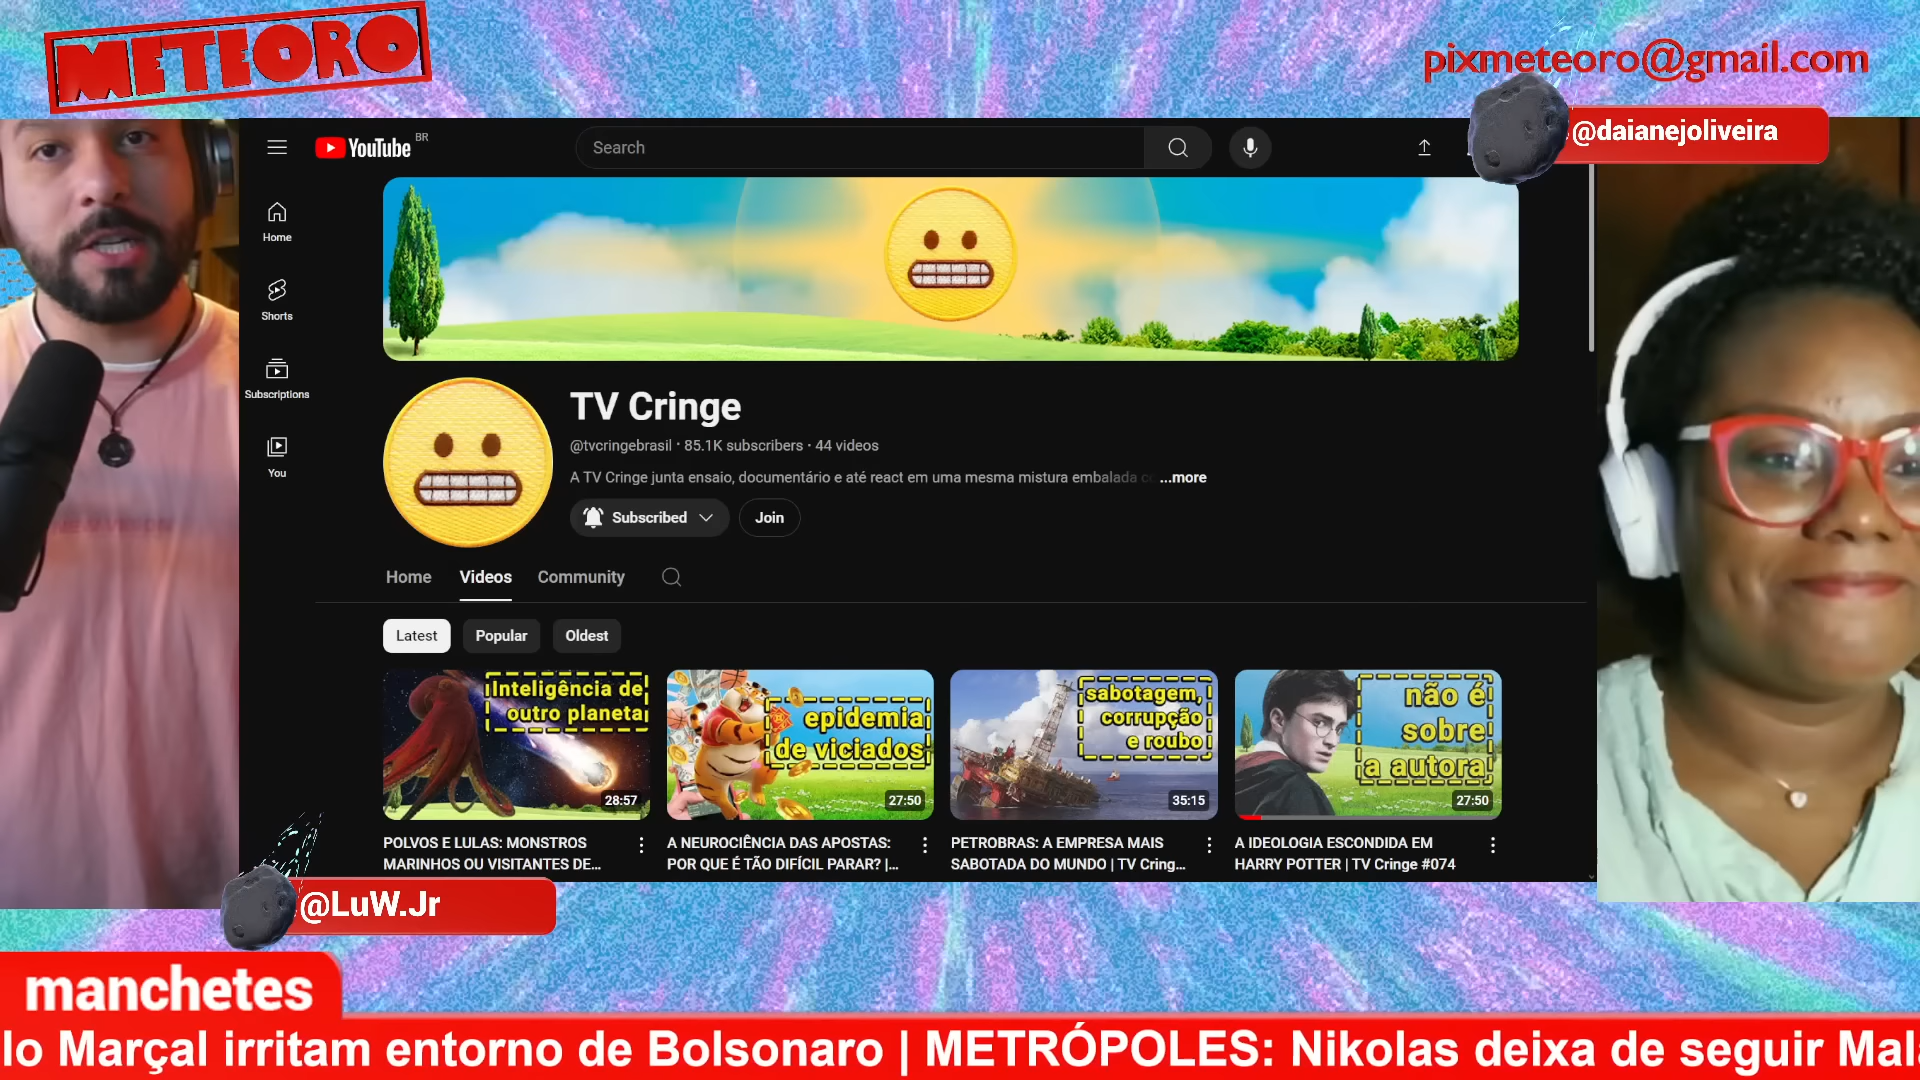 METEORO
pixmeteoro@gmail.com
@daianejoliveira
YouTube BR
Search
Home
Shorts
Subscriptions
You
TV Cringe
@tvcringebrasil · 85.1K subscribers · 44 videos
A TV Cringe junta ensaio, documentário e até react em uma mesma mistura embalada ...more
Subscribed
Join
Home Videos Community
Latest Popular Oldest
Inteligência de
outro planeta
28:57
epidemia
de viciados
27:50
sabotagem,
corrupção
e roubo
35:15
não é
sobre
a autora
27:50
POLVOS E LULAS: MONSTROS
MARINHOS OU VISITANTES DE...
A NEUROCIÊNCIA DAS APOSTAS:
POR QUE É TÃO DIFÍCIL PARAR? |...
PETROBRAS: A EMPRESA MAIS
SABOTADA DO MUNDO | TV Cring...
A IDEOLOGIA ESCONDIDA EM
HARRY POTTER | TV Cringe #074
@LuW.Jr
manchetes
lo Marçal irritam entorno de Bolsonaro | METRÓPOLES: Nikolas deixa de seguir Mal